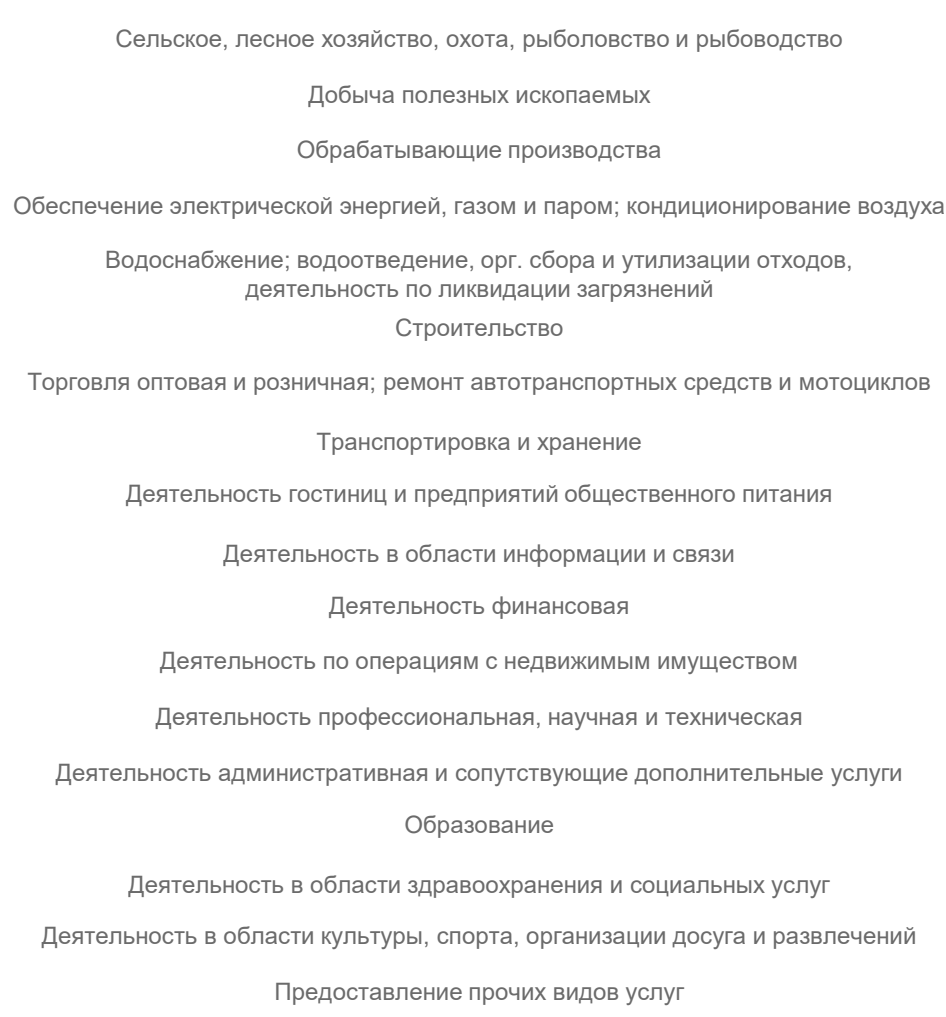 Сельское, лесное хозяйство, охота, рыболовство и рыбоводство
Добыча полезных ископаемых
Обрабатывающие производства
Обеспечение электрической энергией, газом и паром; кондиционирование воздуха
Водоснабжение; водоотведение, орг. сбора и утилизации отходов,
деятельность по ликвидации загрязнений
Строительство
Торговля оптовая и розничная; ремонт автотранспортных средств и мотоциклов
Транспортировка и хранение
Деятельность гостиниц и предприятий общественного питания
Деятельность в области информации и связи
Деятельность финансовая
Деятельность по операциям с недвижимым имуществом
Деятельность профессиональная, научная и техническая
Деятельность административная и сопутствующие дополнительные услуги
Образование
Деятельность в области здравоохранения и социальных услуг
Деятельность в области культуры, спорта, организации досуга и развлечений
Предоставление прочих видов услуг